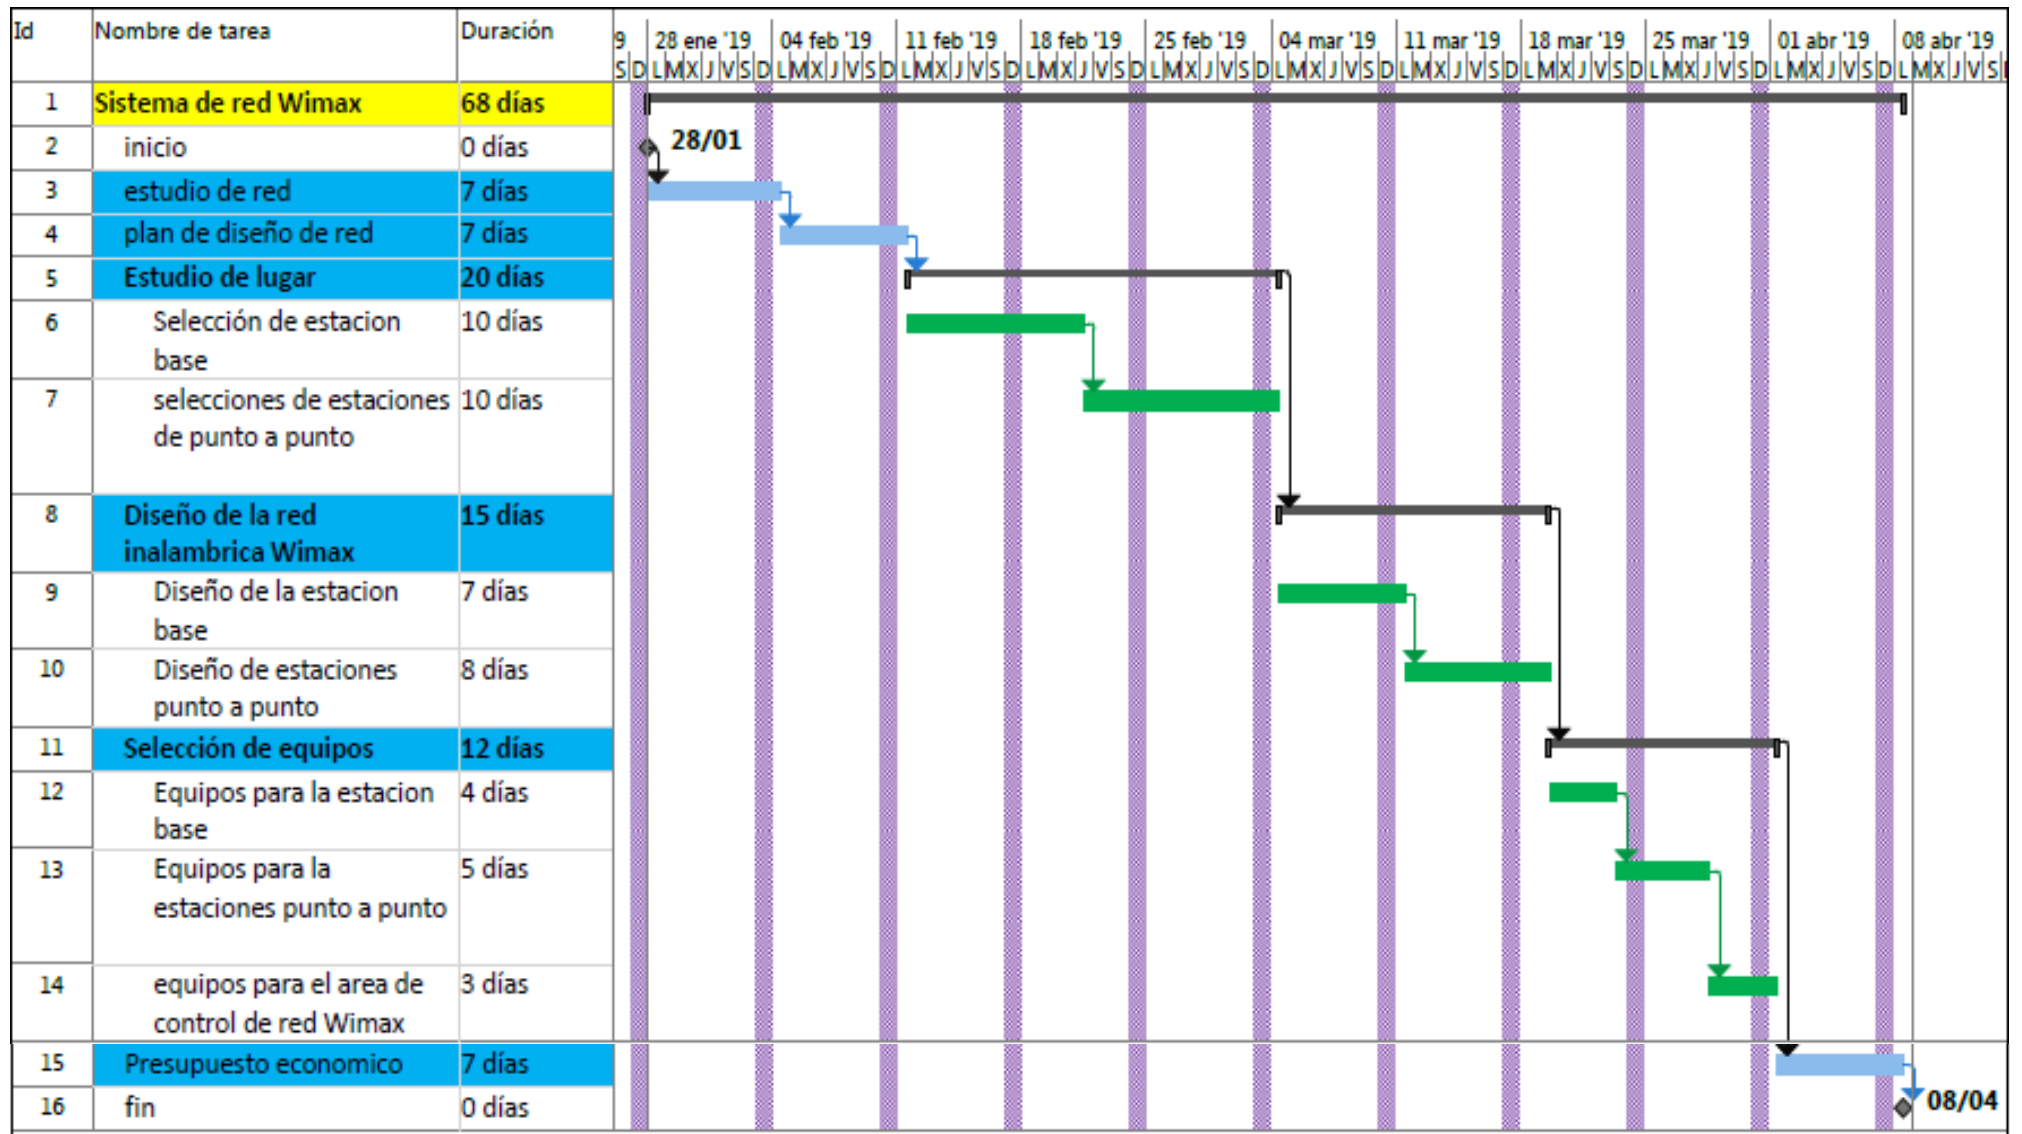 Id Nombre de tarea Duración
9 28 ene '19 04 feb '19 11 feb '19 18 feb '19 25 feb '19 04 mar '19 11 mar '19 18 mar '19 25 mar '19 01 abr '19 08 abr '19
S D L M X J V S D L M X J V S D L M X J V S D L M X J V S D L M X J V S D L M X J V S D L M X J V S D L M X J V S D L M X J V S D L M X J V S D L M X J V S
1 Sistema de red Wimax 68 días
2 inicio 0 días 28/01
3 estudio de red 7 días
4 plan de diseño de red 7 días
5 Estudio de lugar 20 días
6 Selección de estacion 10 días
base
7 selecciones de estaciones 10 días
de punto a punto
8 Diseño de la red 15 días
inalambrica Wimax
9 Diseño de la estacion 7 días
base
10 Diseño de estaciones 8 días
punto a punto
11 Selección de equipos 12 días
12 Equipos para la estacion 4 días
base
13 Equipos para la 5 días
estaciones punto a punto
14 equipos para el area de 3 días
control de red Wimax
15 Presupuesto economico 7 días
16 fin 0 días 08/04